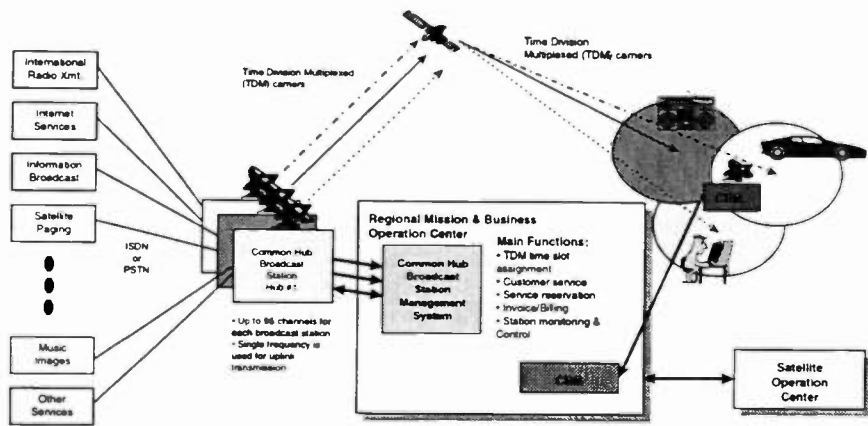 International
Radio Xmt.
Internet
Services
Information
Broadcast
Satellite
Paging
Music
Images
Other
Services
ISDN
or
PSTN
Time Division Multiplexed
(TDM) carriers
Time Division
Multiplexed (TDM) carriers
Common Hub
Broadcast
Station
Hub #1
• Up to 96 channels for
each broadcast station
• Single frequency is
used for uplink
transmission
Regional Mission & Business
Operation Center
Common Hub
Broadcast
Station
Management
System
Main Functions:
• TDM time slot
assignment
• Customer service
• Service reservation
• Invoice/Billing
• Station monitoring &
Control
Satellite
Operation
Center